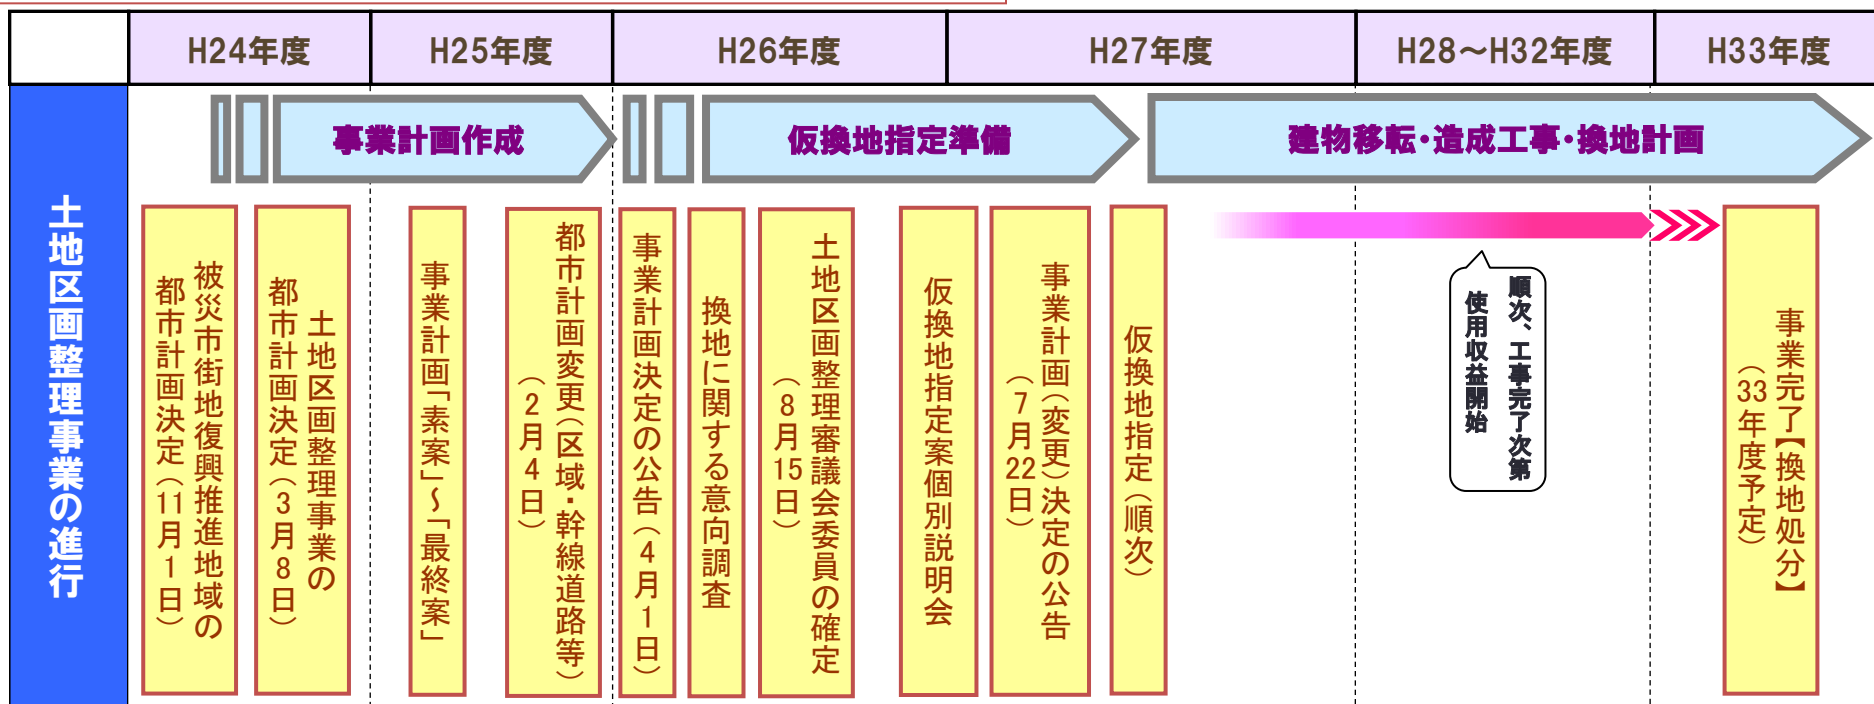 H24年度
H25年度
H26年度
H27年度
H28～H32年度
H33年度
土地区画整理事業の進行
事業計画作成
仮換地指定準備
建物移転・造成工事・換地計画
被災市街地復興推進地域の
都市計画決定（11月1日）
土地区画整理事業の
都市計画決定（3月8日）
事業計画「素案」～「最終案」
都市計画変更（区域・幹線道路等）
（2月4日）
事業計画決定の公告（4月1日）
換地に関する意向調査
土地区画整理審議会委員の確定
（8月15日）
仮換地指定案個別説明会
事業計画（変更）決定の公告
（7月22日）
仮換地指定（順次）
順次、工事完了次第
使用収益開始
事業完了【換地処分】
（33年度予定）